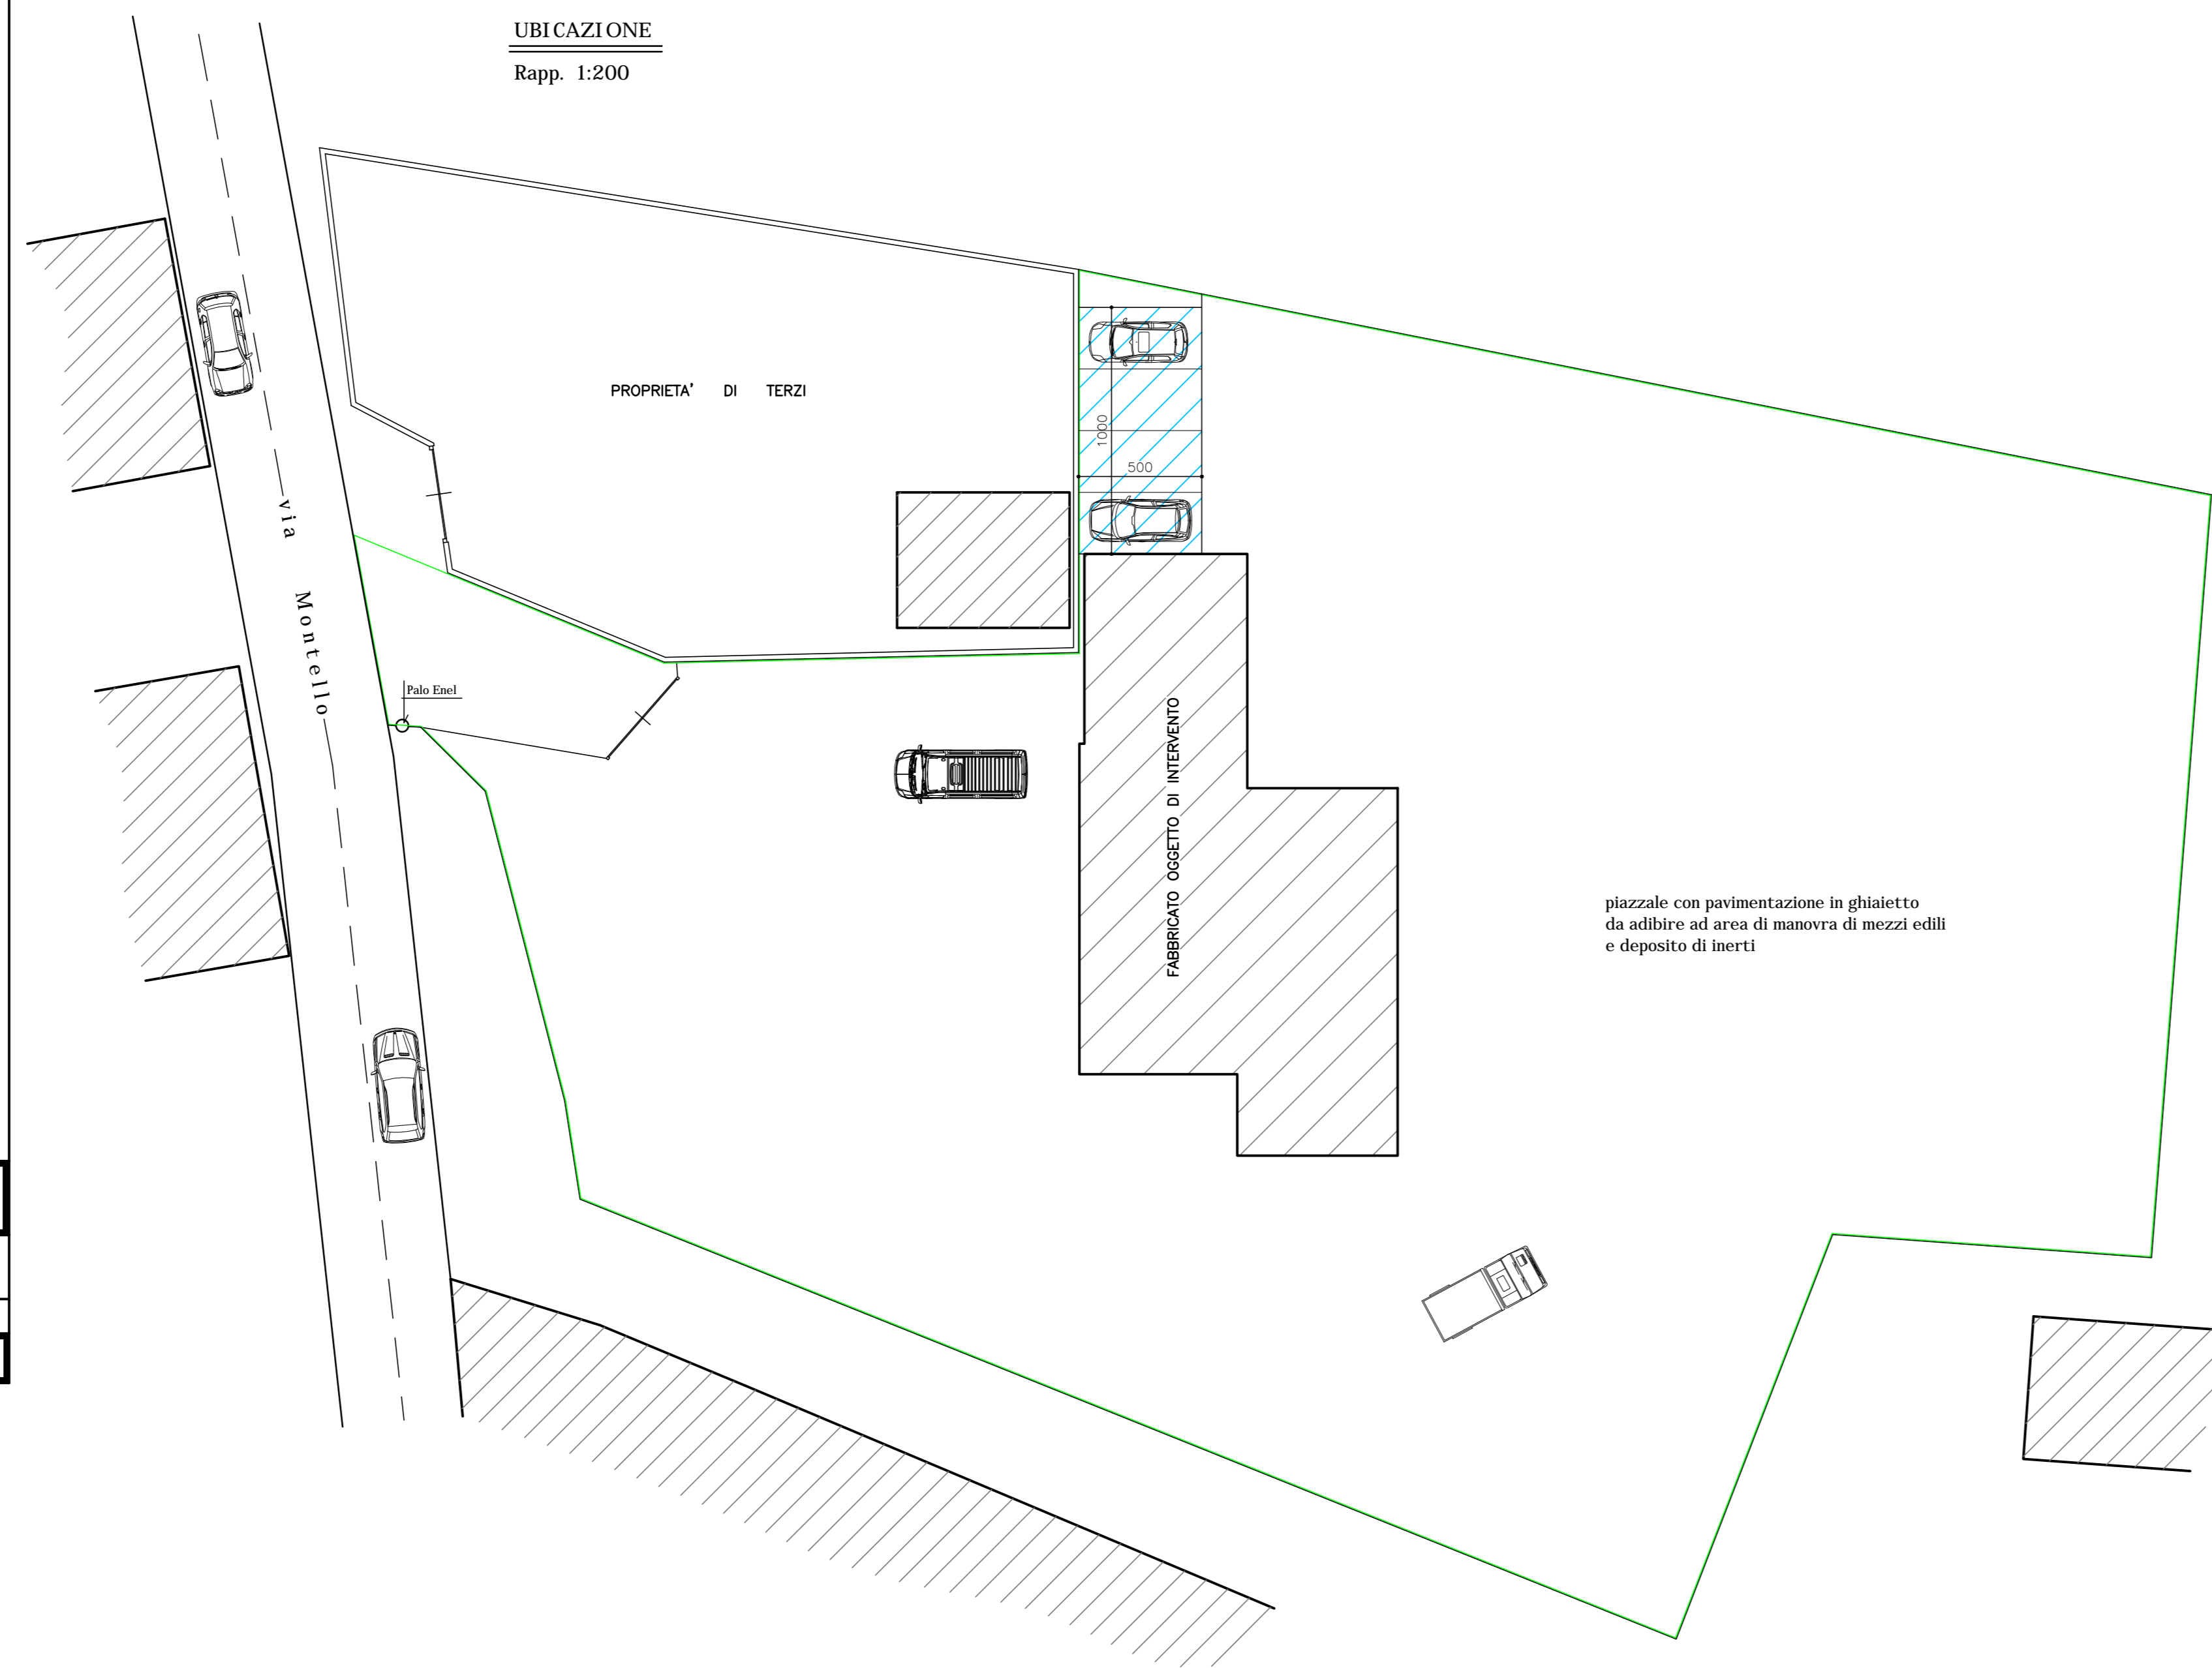 UBICAZIONE
Rapp. 1:200
PROPRIETA' DI TERZI
1000
500
via Montello
Palo Enel
FABBRICATO OGGETTO DI INTERVENTO
piazzale con pavimentazione in ghiaietto
da adibire ad area di manovra di mezzi edili
e deposito di inerti